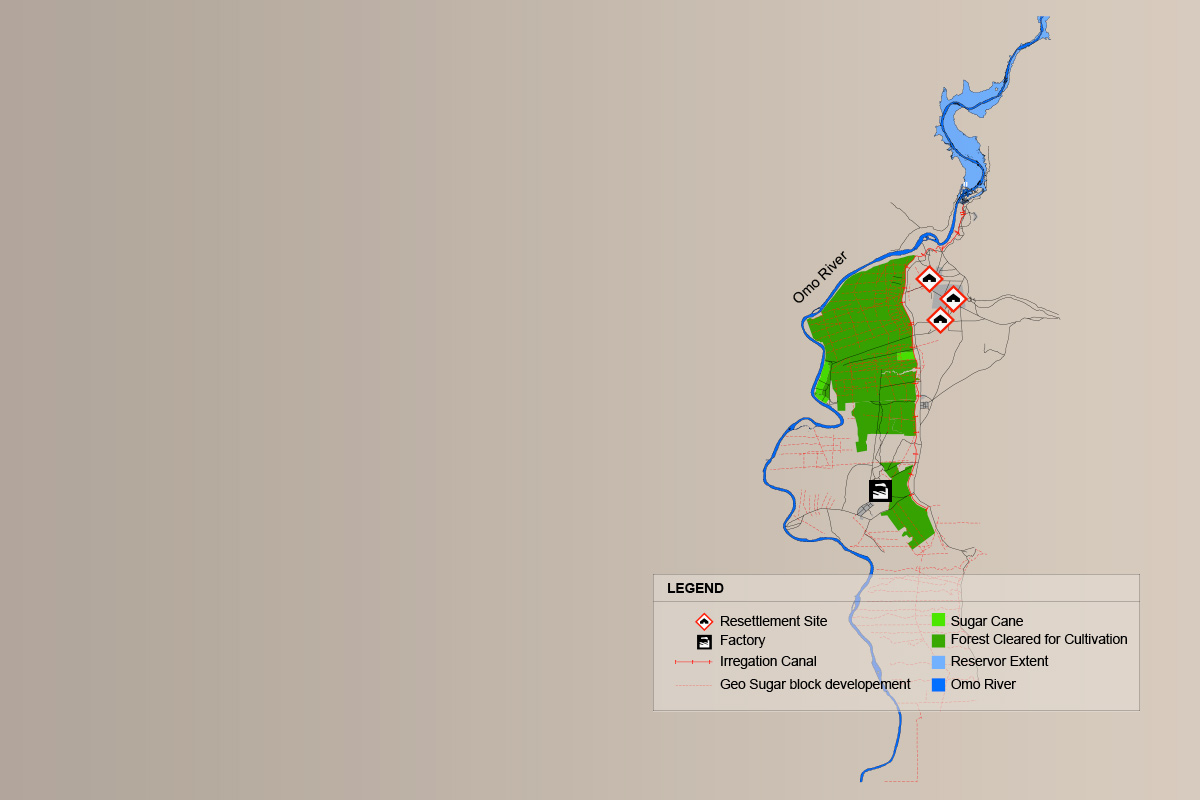 Omo River
LEGEND
Resettlement Site
Factory
Irregation Canal
Geo Sugar block developement
Sugar Cane
Forest Cleared for Cultivation
Reservor Extent
Omo River